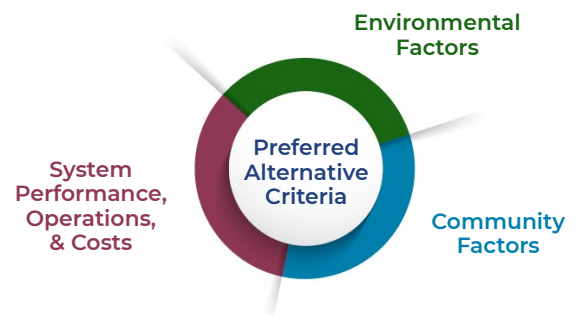 Environmental
Factors
Preferred
Alternative
Criteria
System
Performance,
Operations,
& Costs
Community
Factors